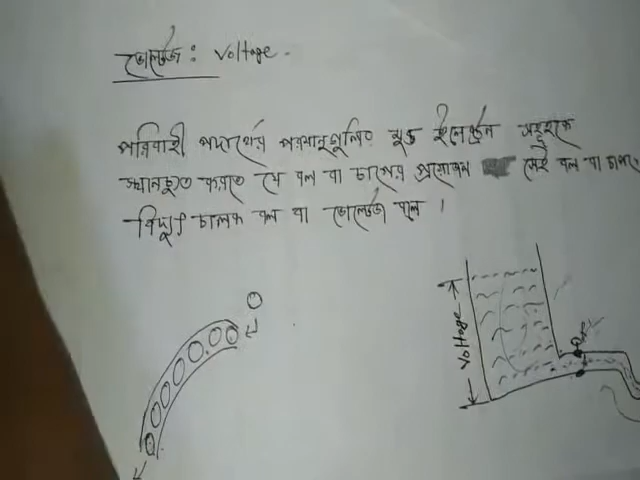 ভোল্টেজ : Voltage .
পরিবাহী পদার্থের পরমাণুগুলির মুক্ত ইলেকট্রন সমূহকে
স্থানচ্যুত করতে যে বল বা চাপের প্রয়োজন সেই বল বা চাপকে
বিদ্যুৎ চালক বল বা ভোল্টেজ বলে ।
Voltage